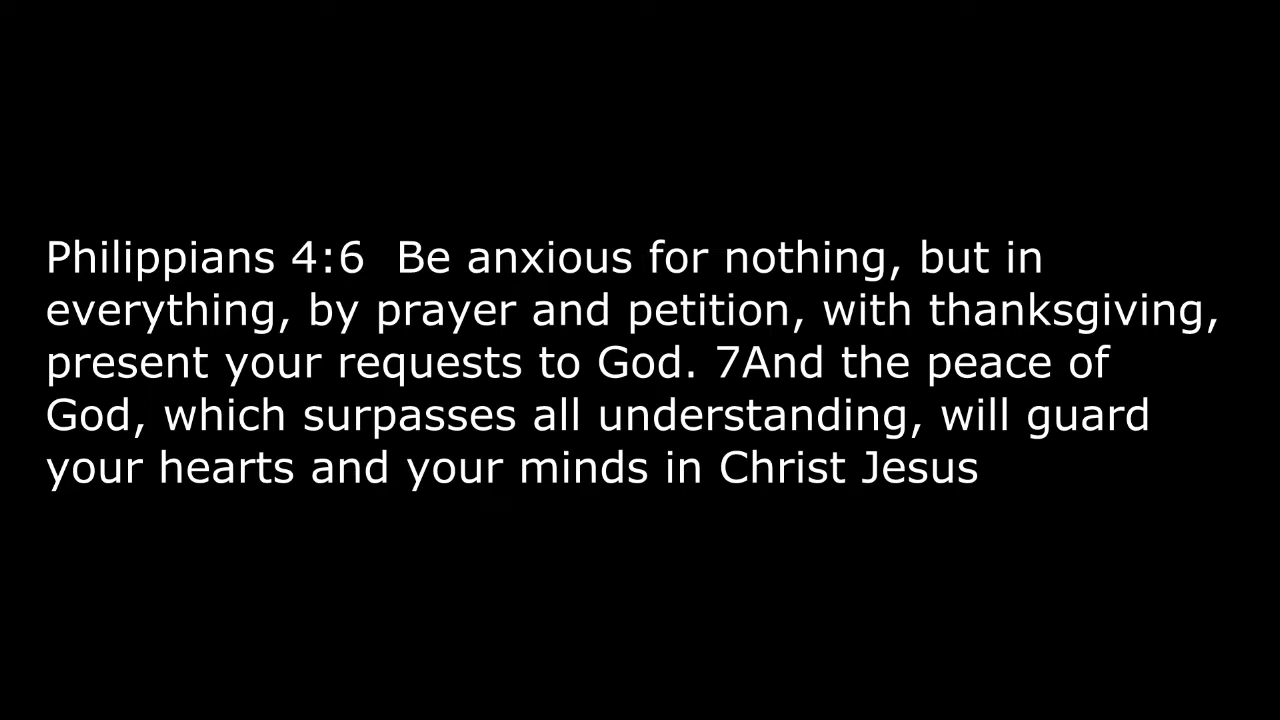 Philippians 4:6  Be anxious for nothing, but in
everything, by prayer and petition, with thanksgiving,
present your requests to God. 7And the peace of
God, which surpasses all understanding, will guard
your hearts and your minds in Christ Jesus